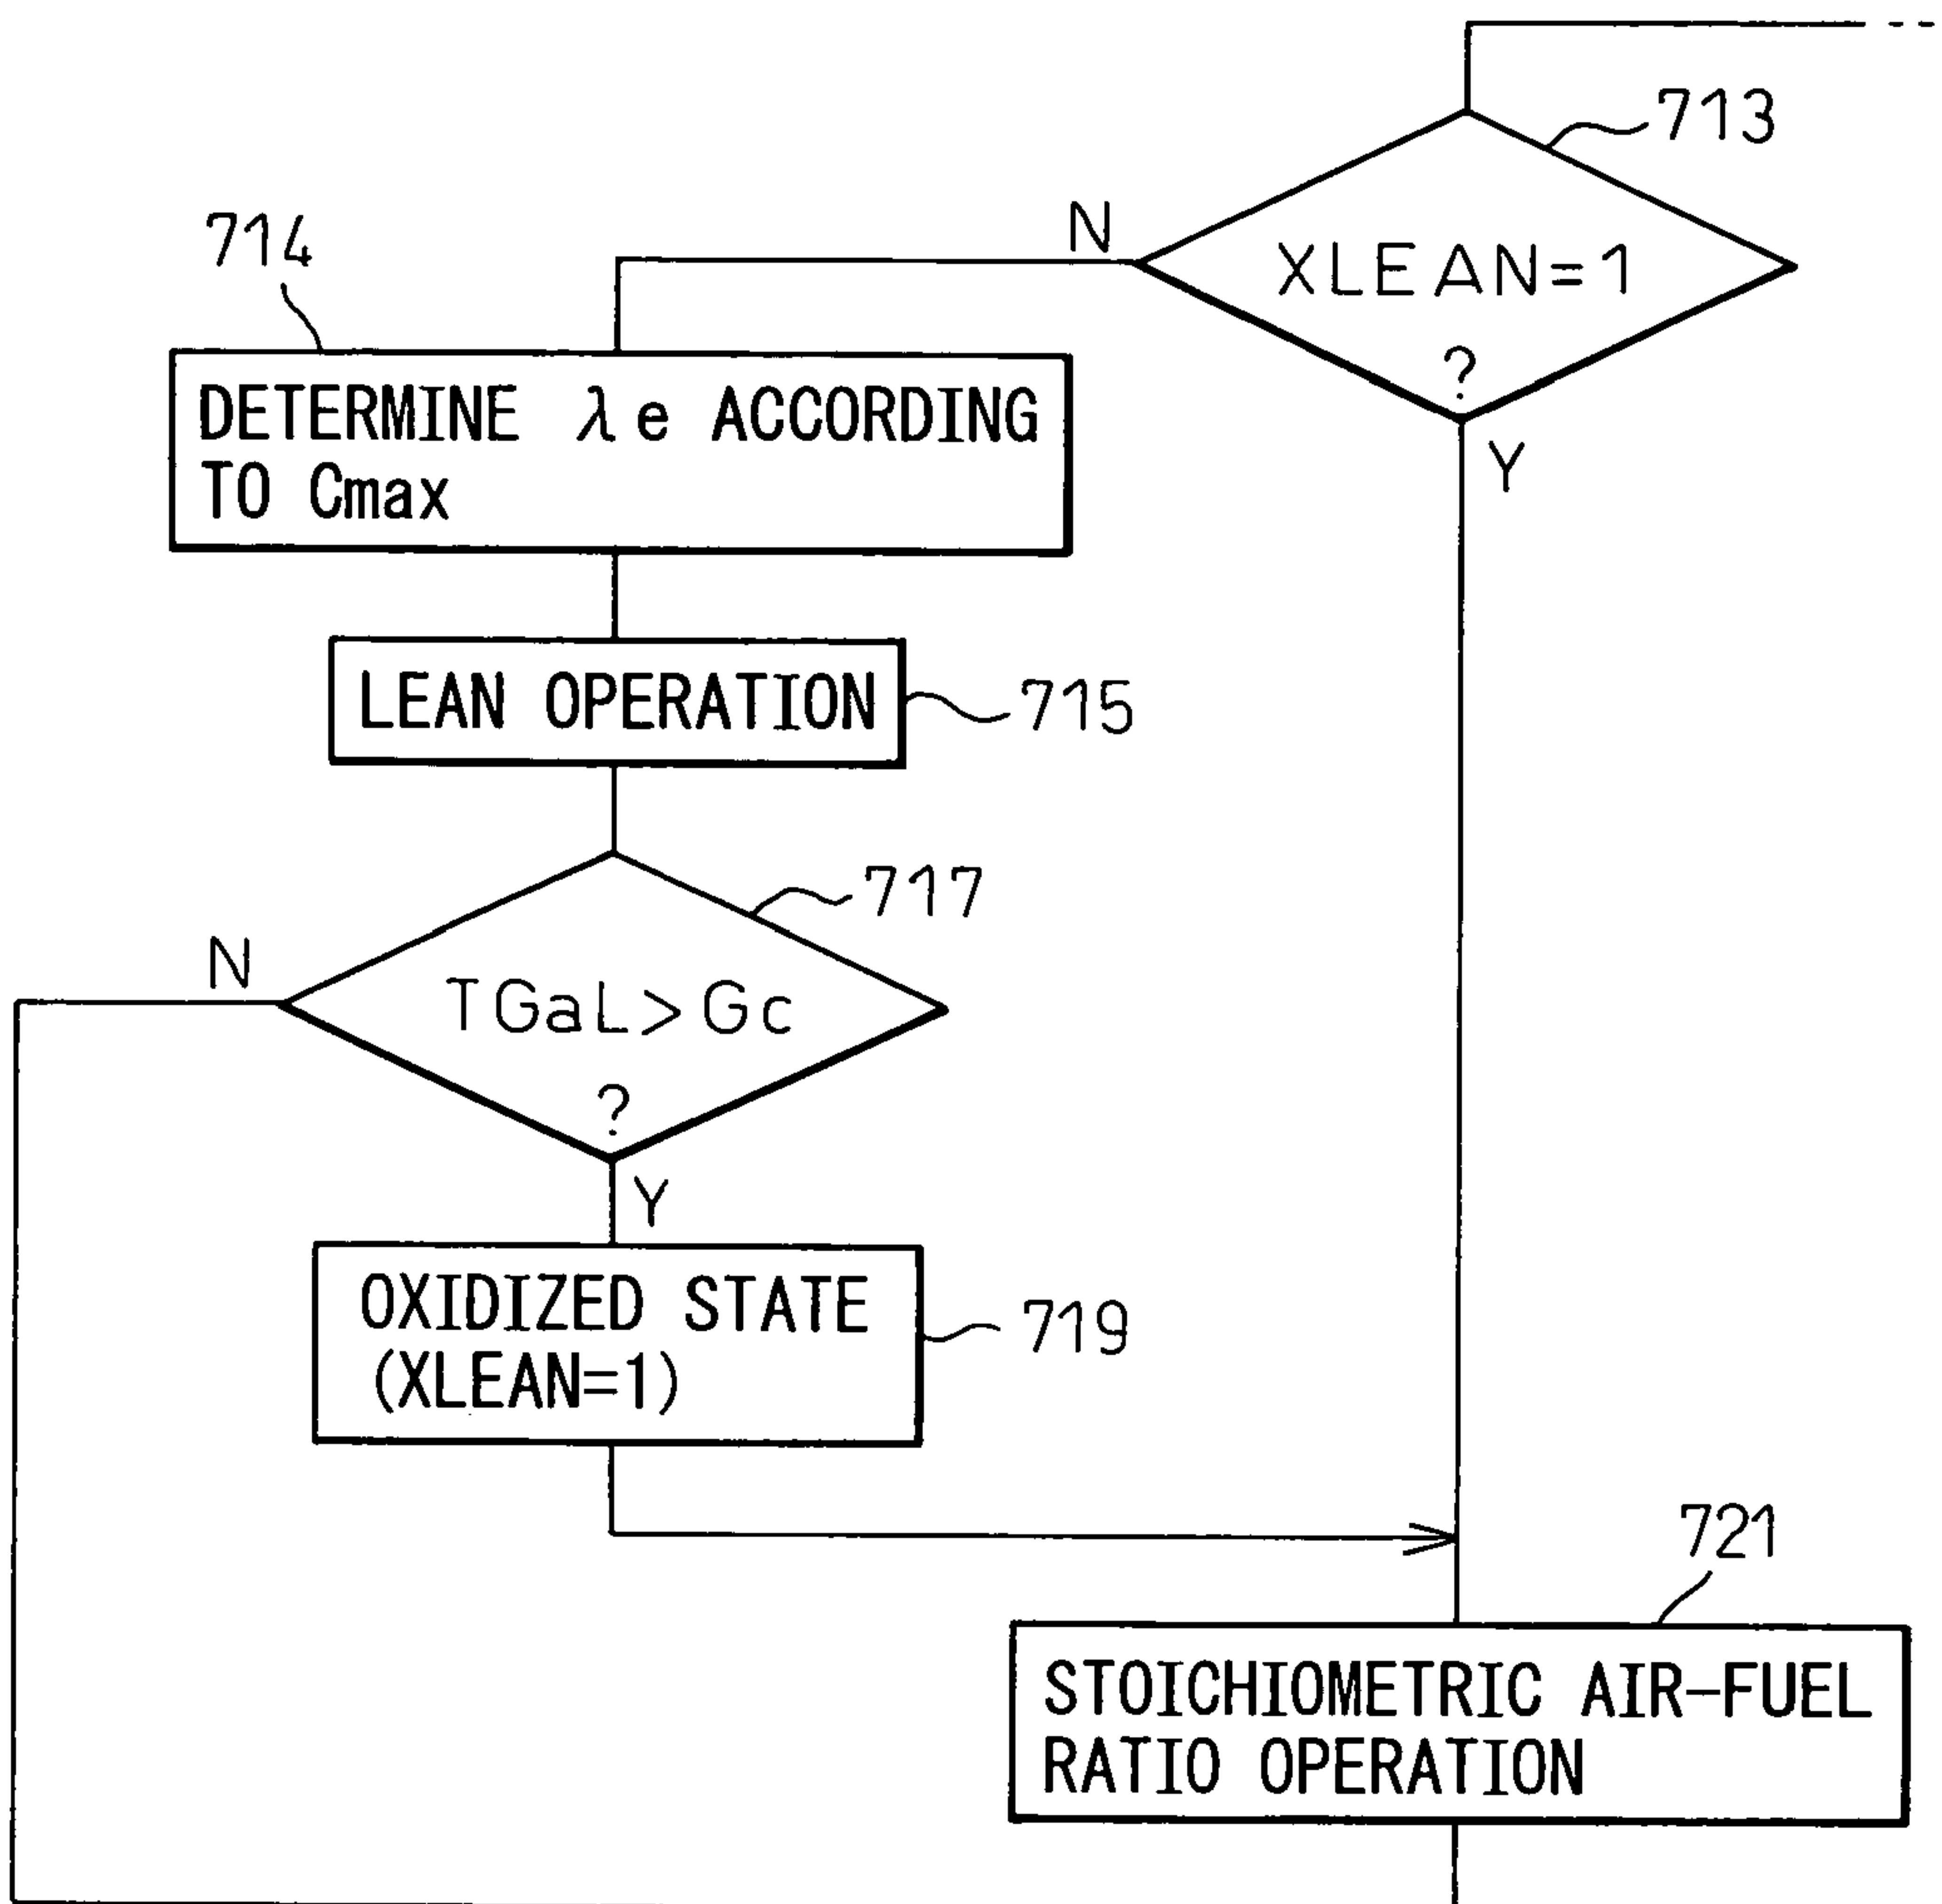 713
N
XLEAN=1
?
Y
714
DETERMINE λe ACCORDING
TO Cmax
LEAN OPERATION
715
717
N
TGaL>Gc
?
Y
OXIDIZED STATE
(XLEAN=1)
719
721
STOICHIOMETRIC AIR-FUEL
RATIO OPERATION